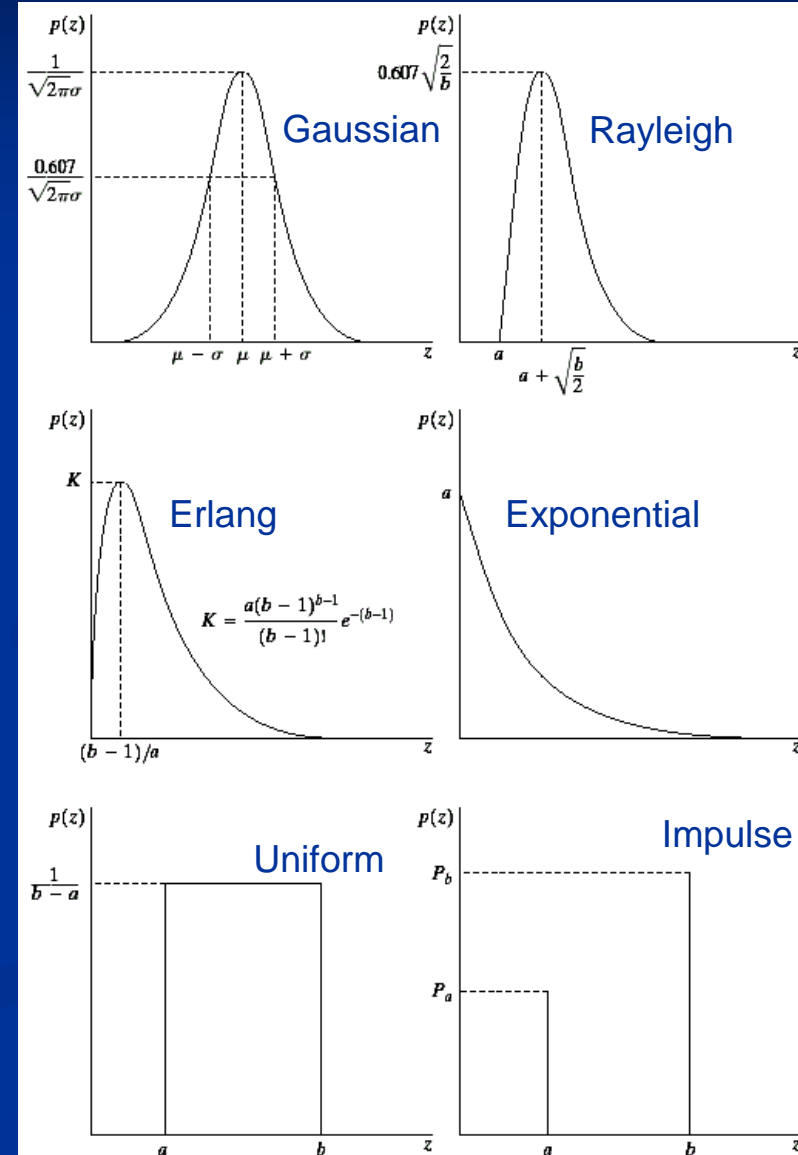 p(z)
1/√2πσ
0.607/√2πσ
Gaussian
μ − σ μ μ + σ z
p(z)
0.607 √2/b
Rayleigh
a z
a + √b/2
p(z)
K
Erlang
K = a(b − 1)^{b−1}/(b − 1)! e^{−(b−1)}
(b − 1)/a z
p(z)
a
Exponential
z
p(z)
1/b − a
Uniform
a b z
p(z)
Impulse
P_b
P_a
a b z